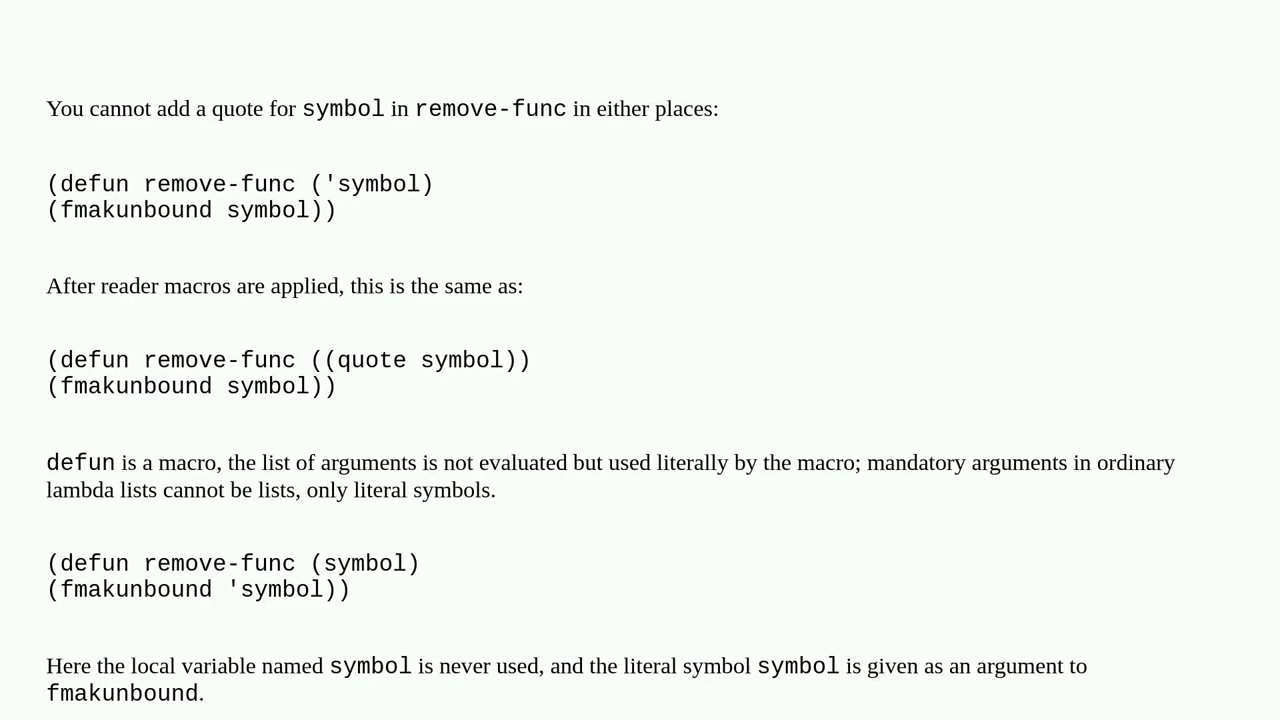 You cannot add a quote for symbol in remove-func in either places:
(defun remove-func ('symbol)
(fmakunbound symbol))
After reader macros are applied, this is the same as:
(defun remove-func ((quote symbol))
(fmakunbound symbol))
defun is a macro, the list of arguments is not evaluated but used literally by the macro; mandatory arguments in ordinary
lambda lists cannot be lists, only literal symbols.
(defun remove-func (symbol)
(fmakunbound 'symbol))
Here the local variable named symbol is never used, and the literal symbol symbol is given as an argument to
fmakunbound.